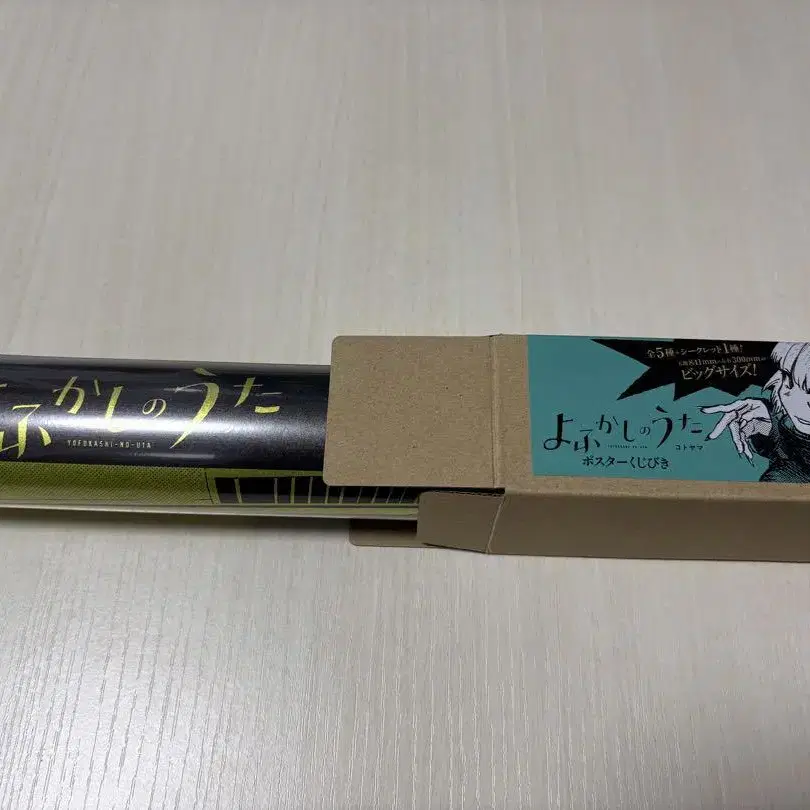 よふかしのうた
YOFUKASHI-NO-UTA
全5種+シークレット1種!
841mm
300mm
ビッグサイズ!
よふかしのうた
コトヤマ
ポスターくじびき